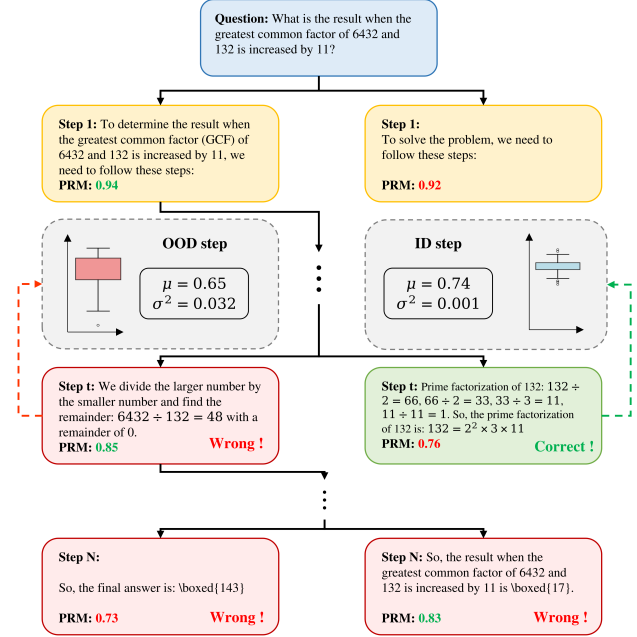 Question: What is the result when the
greatest common factor of 6432 and
132 is increased by 11?
Step 1: To determine the result when
the greatest common factor (GCF) of
6432 and 132 is increased by 11, we
need to follow these steps:
PRM: 0.94
Step 1:
To solve the problem, we need to
follow these steps:
PRM: 0.92
OOD step
μ = 0.65
σ² = 0.032
ID step
μ = 0.74
σ² = 0.001
Step t: We divide the larger number by
the smaller number and find the
remainder: 6432 ÷ 132 = 48 with a
remainder of 0.
PRM: 0.85
Wrong !
Step t: Prime factorization of 132: 132 ÷
2 = 66, 66 ÷ 2 = 33, 33 ÷ 3 = 11,
11 ÷ 11 = 1. So, the prime factorization
of 132 is: 132 = 2² × 3 × 11
PRM: 0.76
Correct !
Step N:
So, the final answer is: \boxed{143}
PRM: 0.73
Wrong !
Step N: So, the result when the
greatest common factor of 6432 and
132 is increased by 11 is \boxed{17}.
PRM: 0.83
Wrong !